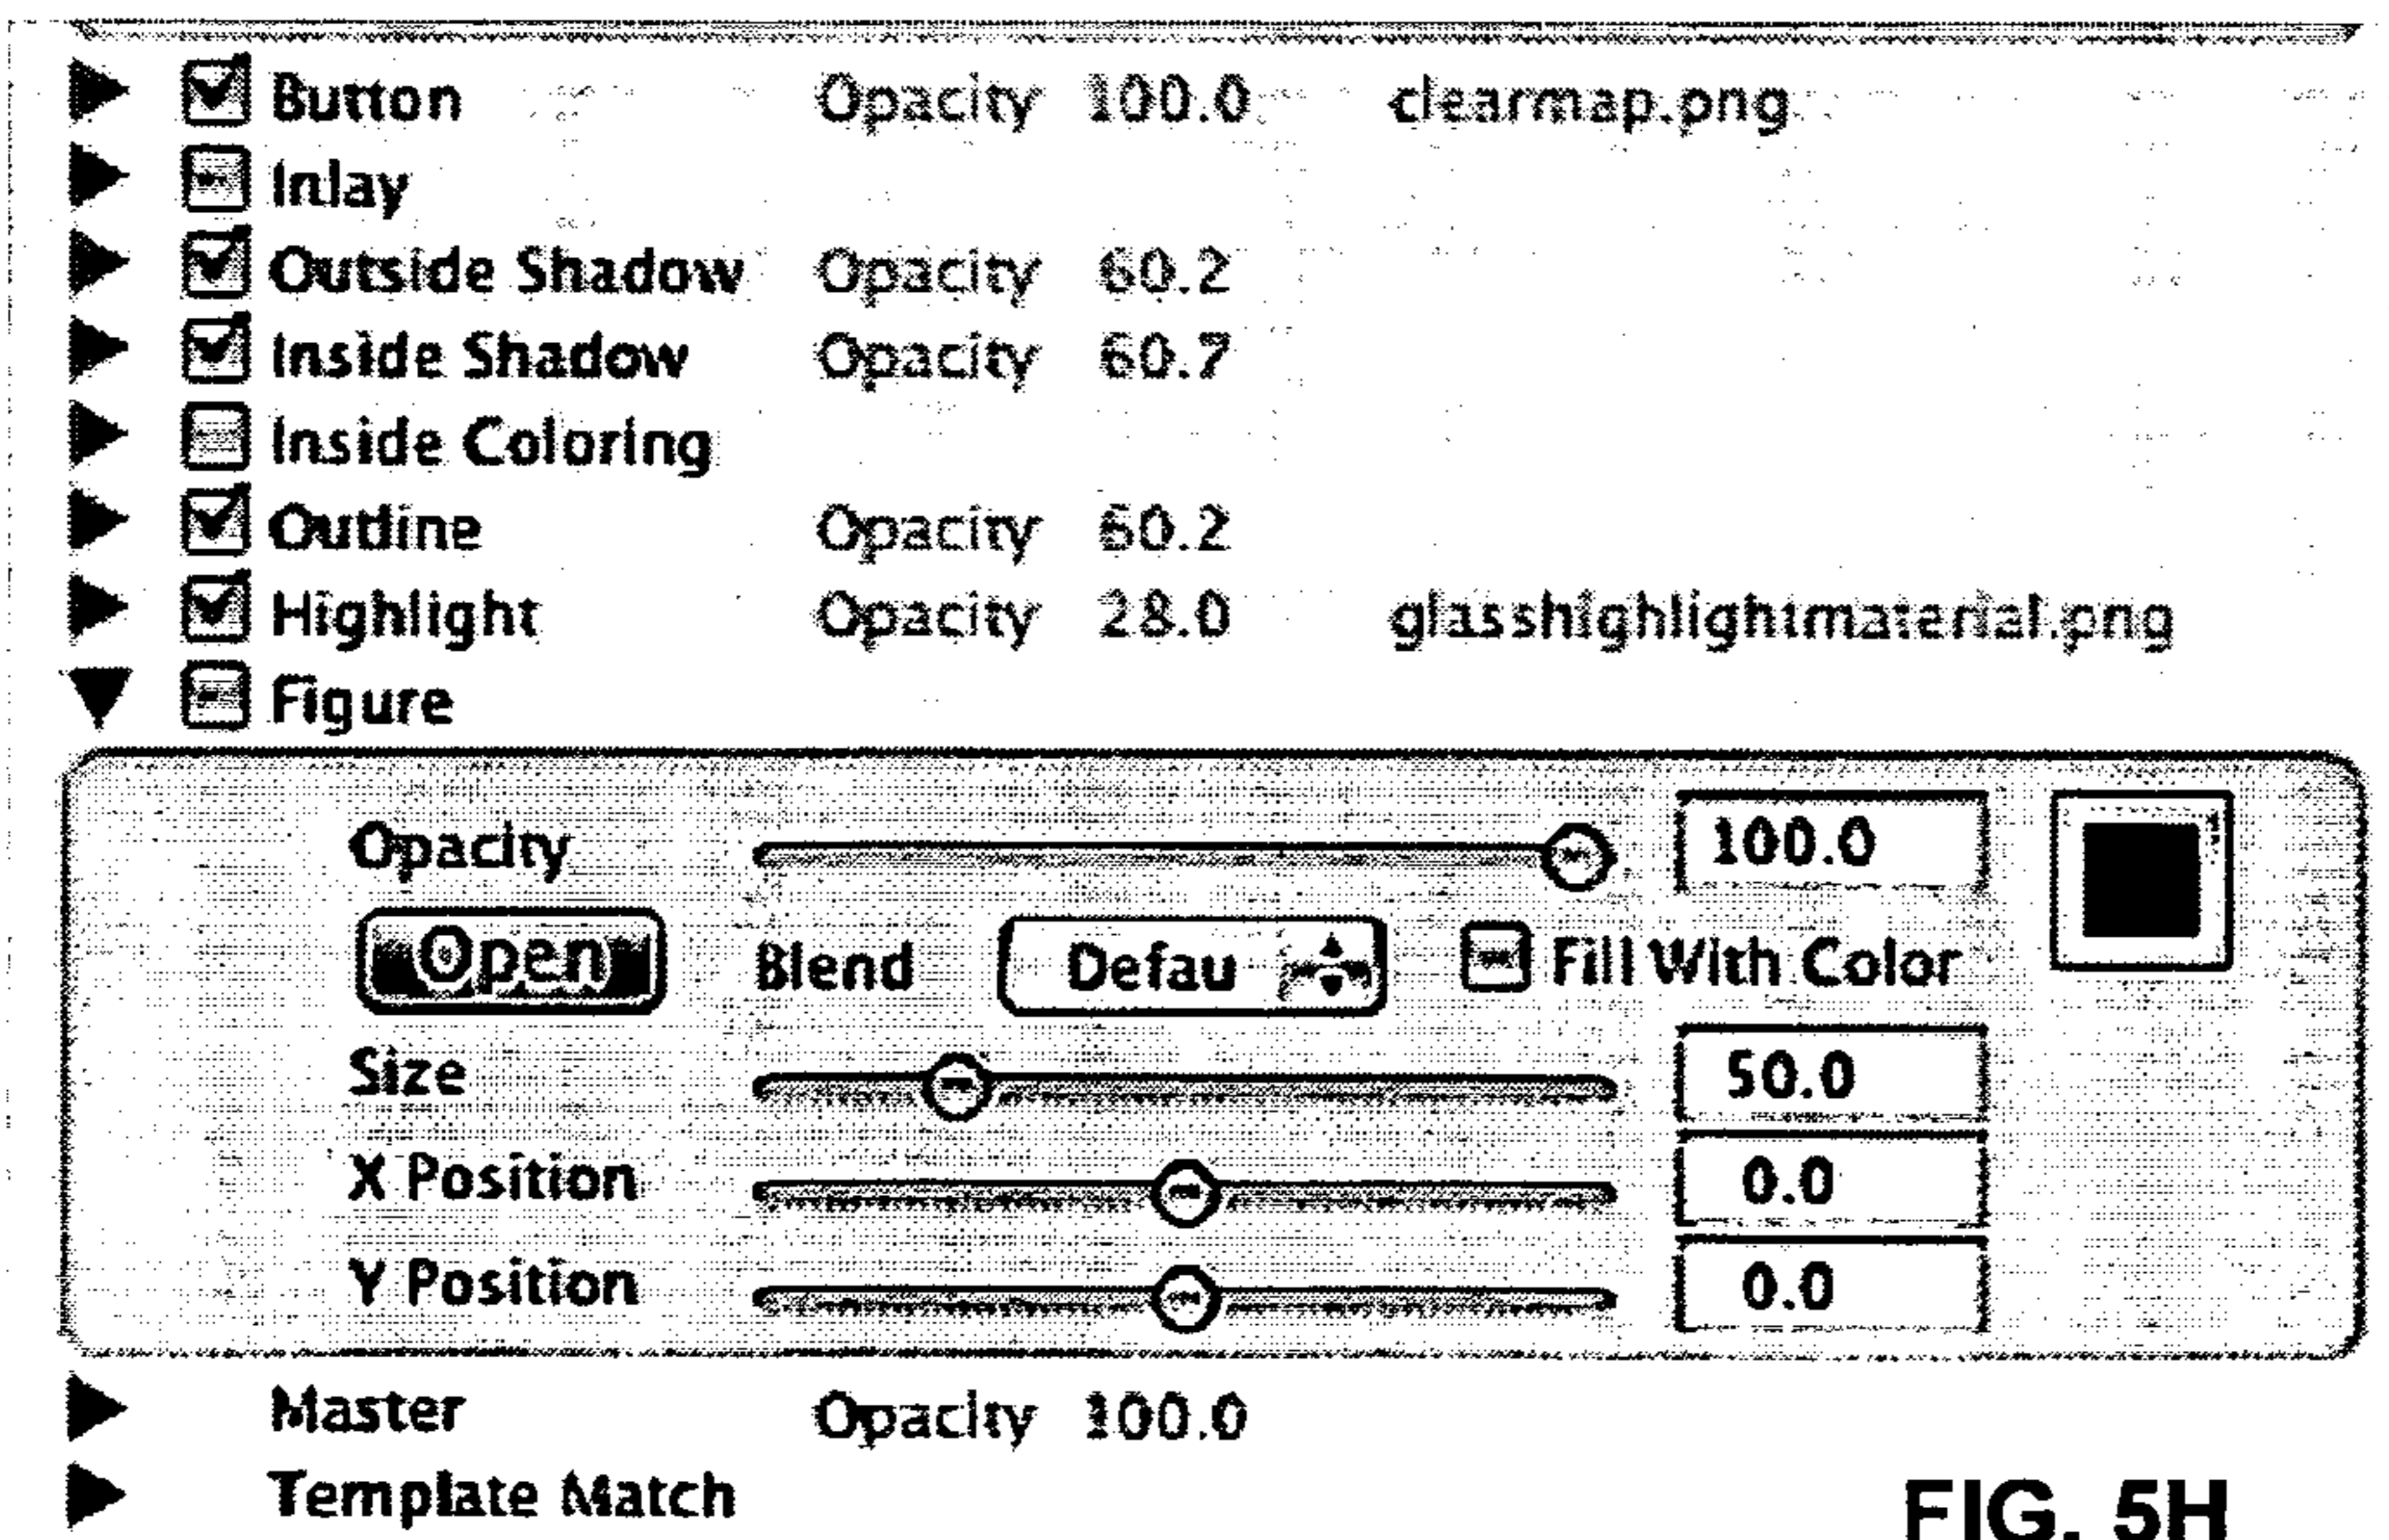 Button Opacity 100.0 clearmap.png
Inlay
Outside Shadow Opacity 60.2
Inside Shadow Opacity 60.7
Inside Coloring
Outline Opacity 60.2
Highlight Opacity 28.0 glasshighlightmaterial.png
Figure
Opacity 100.0
Open Blend Defau Fill With Color
Size 50.0
X Position 0.0
Y Position 0.0
Master Opacity 100.0
Template Match
FIG. 5H